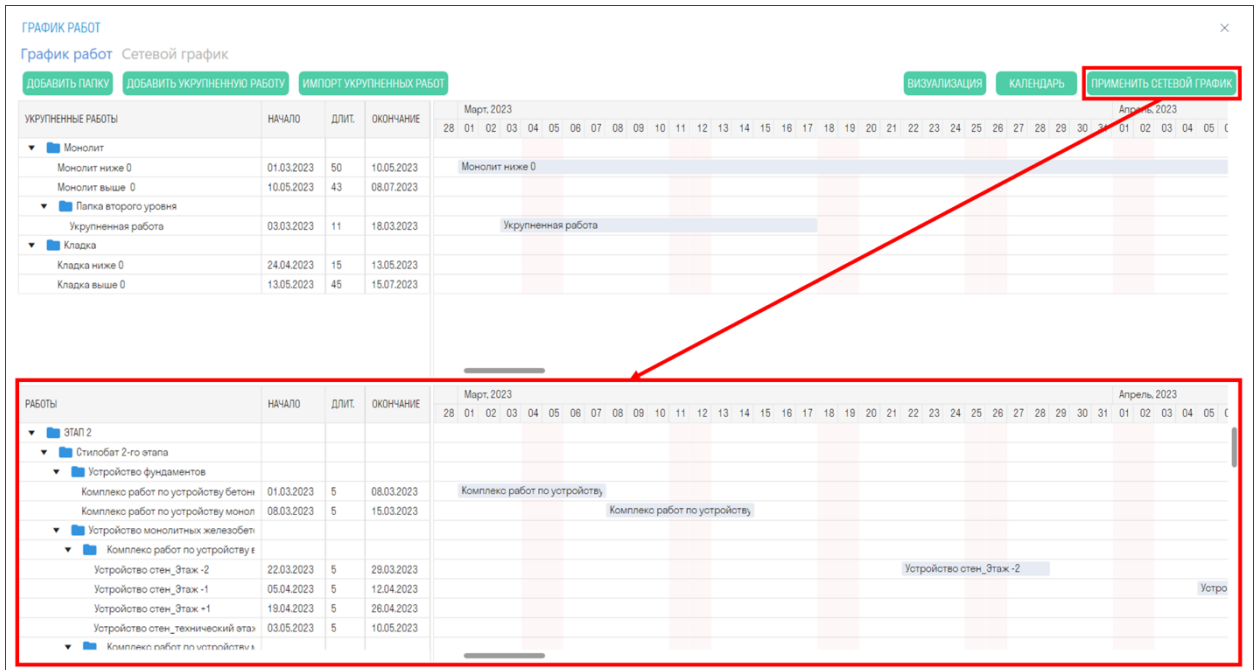 ГРАФИК РАБОТ
График работ Сетевой график
ДОБАВИТЬ ПАПКУ ДОБАВИТЬ УКРУПНЕННУЮ РАБОТУ ИМПОРТ УКРУПНЕННЫХ РАБОТ ВИЗУАЛИЗАЦИЯ КАЛЕНДАРЬ ПРИМЕНИТЬ СЕТЕВОЙ ГРАФИК
УКРУПНЕННЫЕ РАБОТЫ НАЧАЛО ДЛИТ. ОКОНЧАНИЕ Март, 2023 Апрель, 2023
28 01 02 03 04 05 06 07 08 09 10 11 12 13 14 15 16 17 18 19 20 21 22 23 24 25 26 27 28 29 30 31 01 02 03 04 05
Монолит
Монолит ниже 0 01.03.2023 50 10.05.2023 Монолит ниже 0
Монолит выше 0 10.05.2023 43 08.07.2023
Папка второго уровня
Укрупненная работа 03.03.2023 11 18.03.2023 Укрупненная работа
Кладка
Кладка ниже 0 24.04.2023 15 13.05.2023
Кладка выше 0 13.05.2023 45 15.07.2023
РАБОТЫ НАЧАЛО ДЛИТ. ОКОНЧАНИЕ Март, 2023 Апрель, 2023
28 01 02 03 04 05 06 07 08 09 10 11 12 13 14 15 16 17 18 19 20 21 22 23 24 25 26 27 28 29 30 31 01 02 03 04 05
ЭТАП 2
Стилобат 2-го этапа
Устройство фундаментов
Комплекс работ по устройству бетон 01.03.2023 5 08.03.2023 Комплекс работ по устройству
Комплекс работ по устройству монол 08.03.2023 5 15.03.2023 Комплекс работ по устройству
Устройство монолитных железобет
Комплекс работ по устройству в
Устройство стен_Этаж -2 22.03.2023 5 29.03.2023 Устройство стен_Этаж -2
Устройство стен_Этаж -1 05.04.2023 5 12.04.2023 Устро
Устройство стен_Этаж +1 19.04.2023 5 26.04.2023
Устройство стен_технический этаж 03.05.2023 5 10.05.2023
Комплекс работ по устройству м